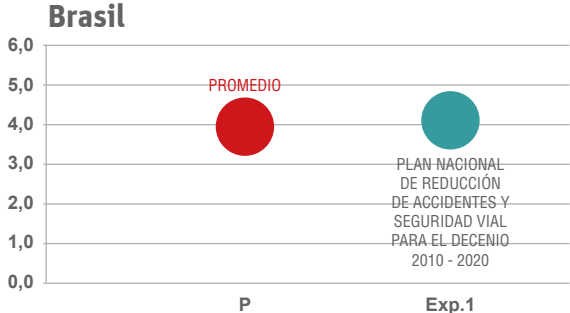 Brasil
6,0
5,0
4,0
3,0
2,0
1,0
0,0
PROMEDIO
PLAN NACIONAL
DE REDUCCIÓN
DE ACCIDENTES Y
SEGURIDAD VIAL
PARA EL DECENIO
2010 - 2020
P
Exp.1